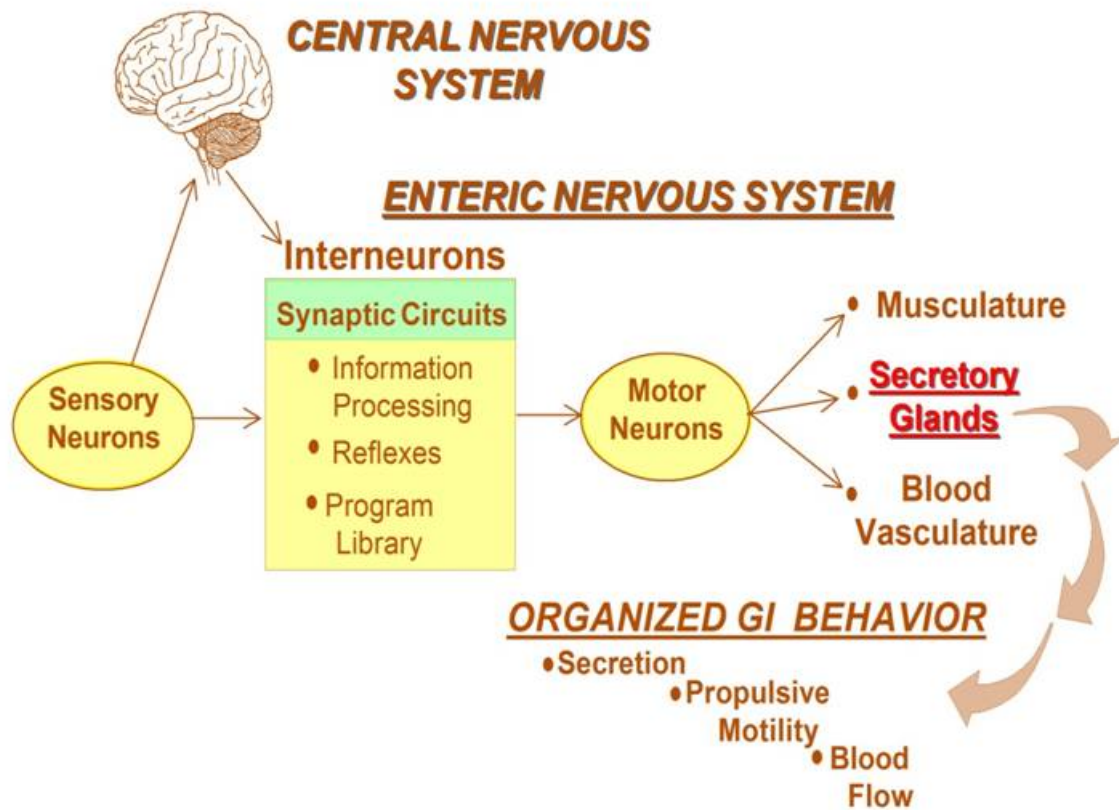 CENTRAL NERVOUS
SYSTEM
ENTERIC NERVOUS SYSTEM
Interneurons
Synaptic Circuits
• Information
Processing
• Reflexes
• Program
Library
Sensory
Neurons
Motor
Neurons
• Musculature
• Secretory
Glands
• Blood
Vasculature
ORGANIZED GI BEHAVIOR
• Secretion
• Propulsive
Motility
• Blood
Flow